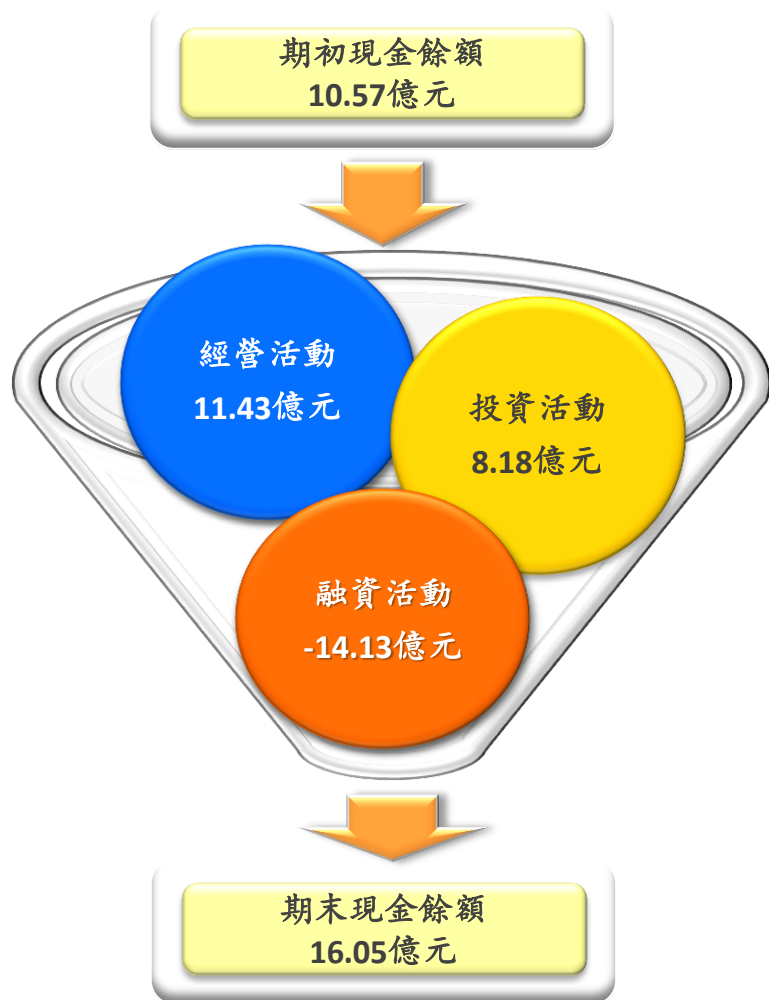 期初現金餘額
10.57億元
經營活動
11.43億元
投資活動
8.18億元
融資活動
-14.13億元
期末現金餘額
16.05億元